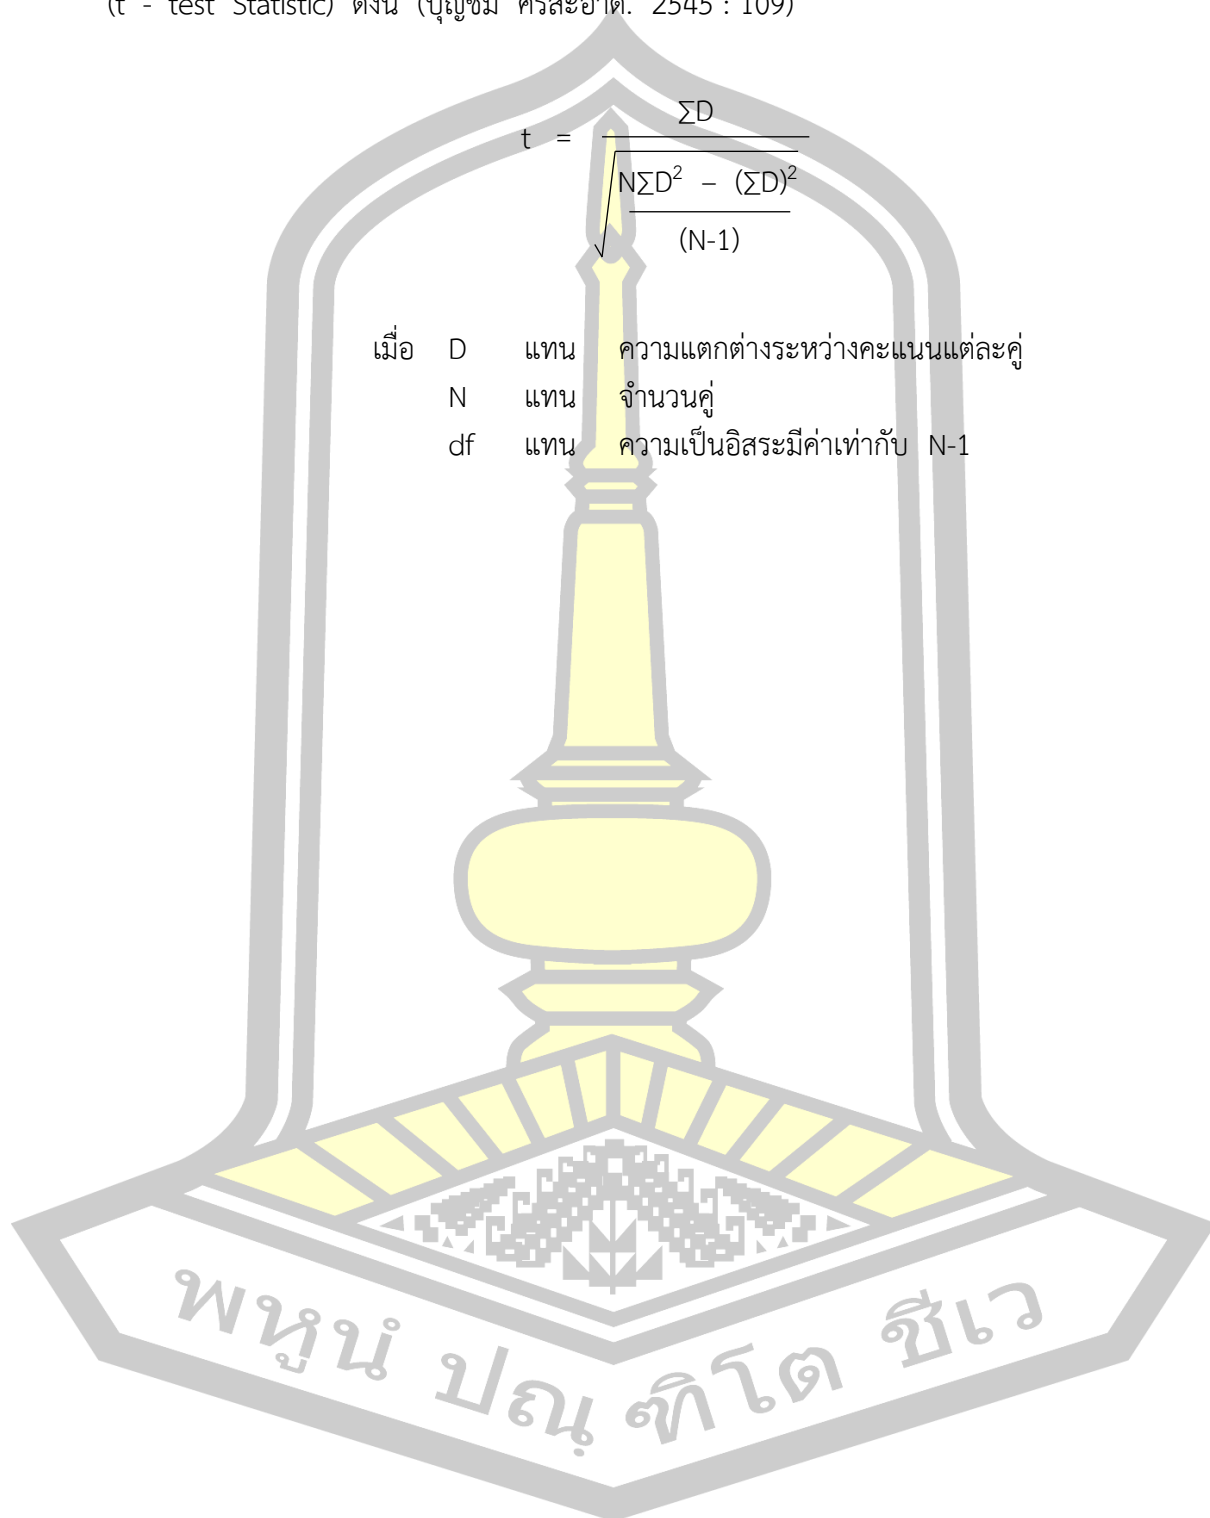 (t - test Statistic) ดังนี้ (บุญชม ศรีสะอาด. 2545 : 109)
t = ΣD
NΣD² – (ΣD)²
(N-1)
เมื่อ D แทน ความแตกต่างระหว่างคะแนนแต่ละคู่
N แทน จำนวนคู่
df แทน ความเป็นอิสระมีค่าเท่ากับ N-1
พหูนํ ปณฺฑิโต ชีเว